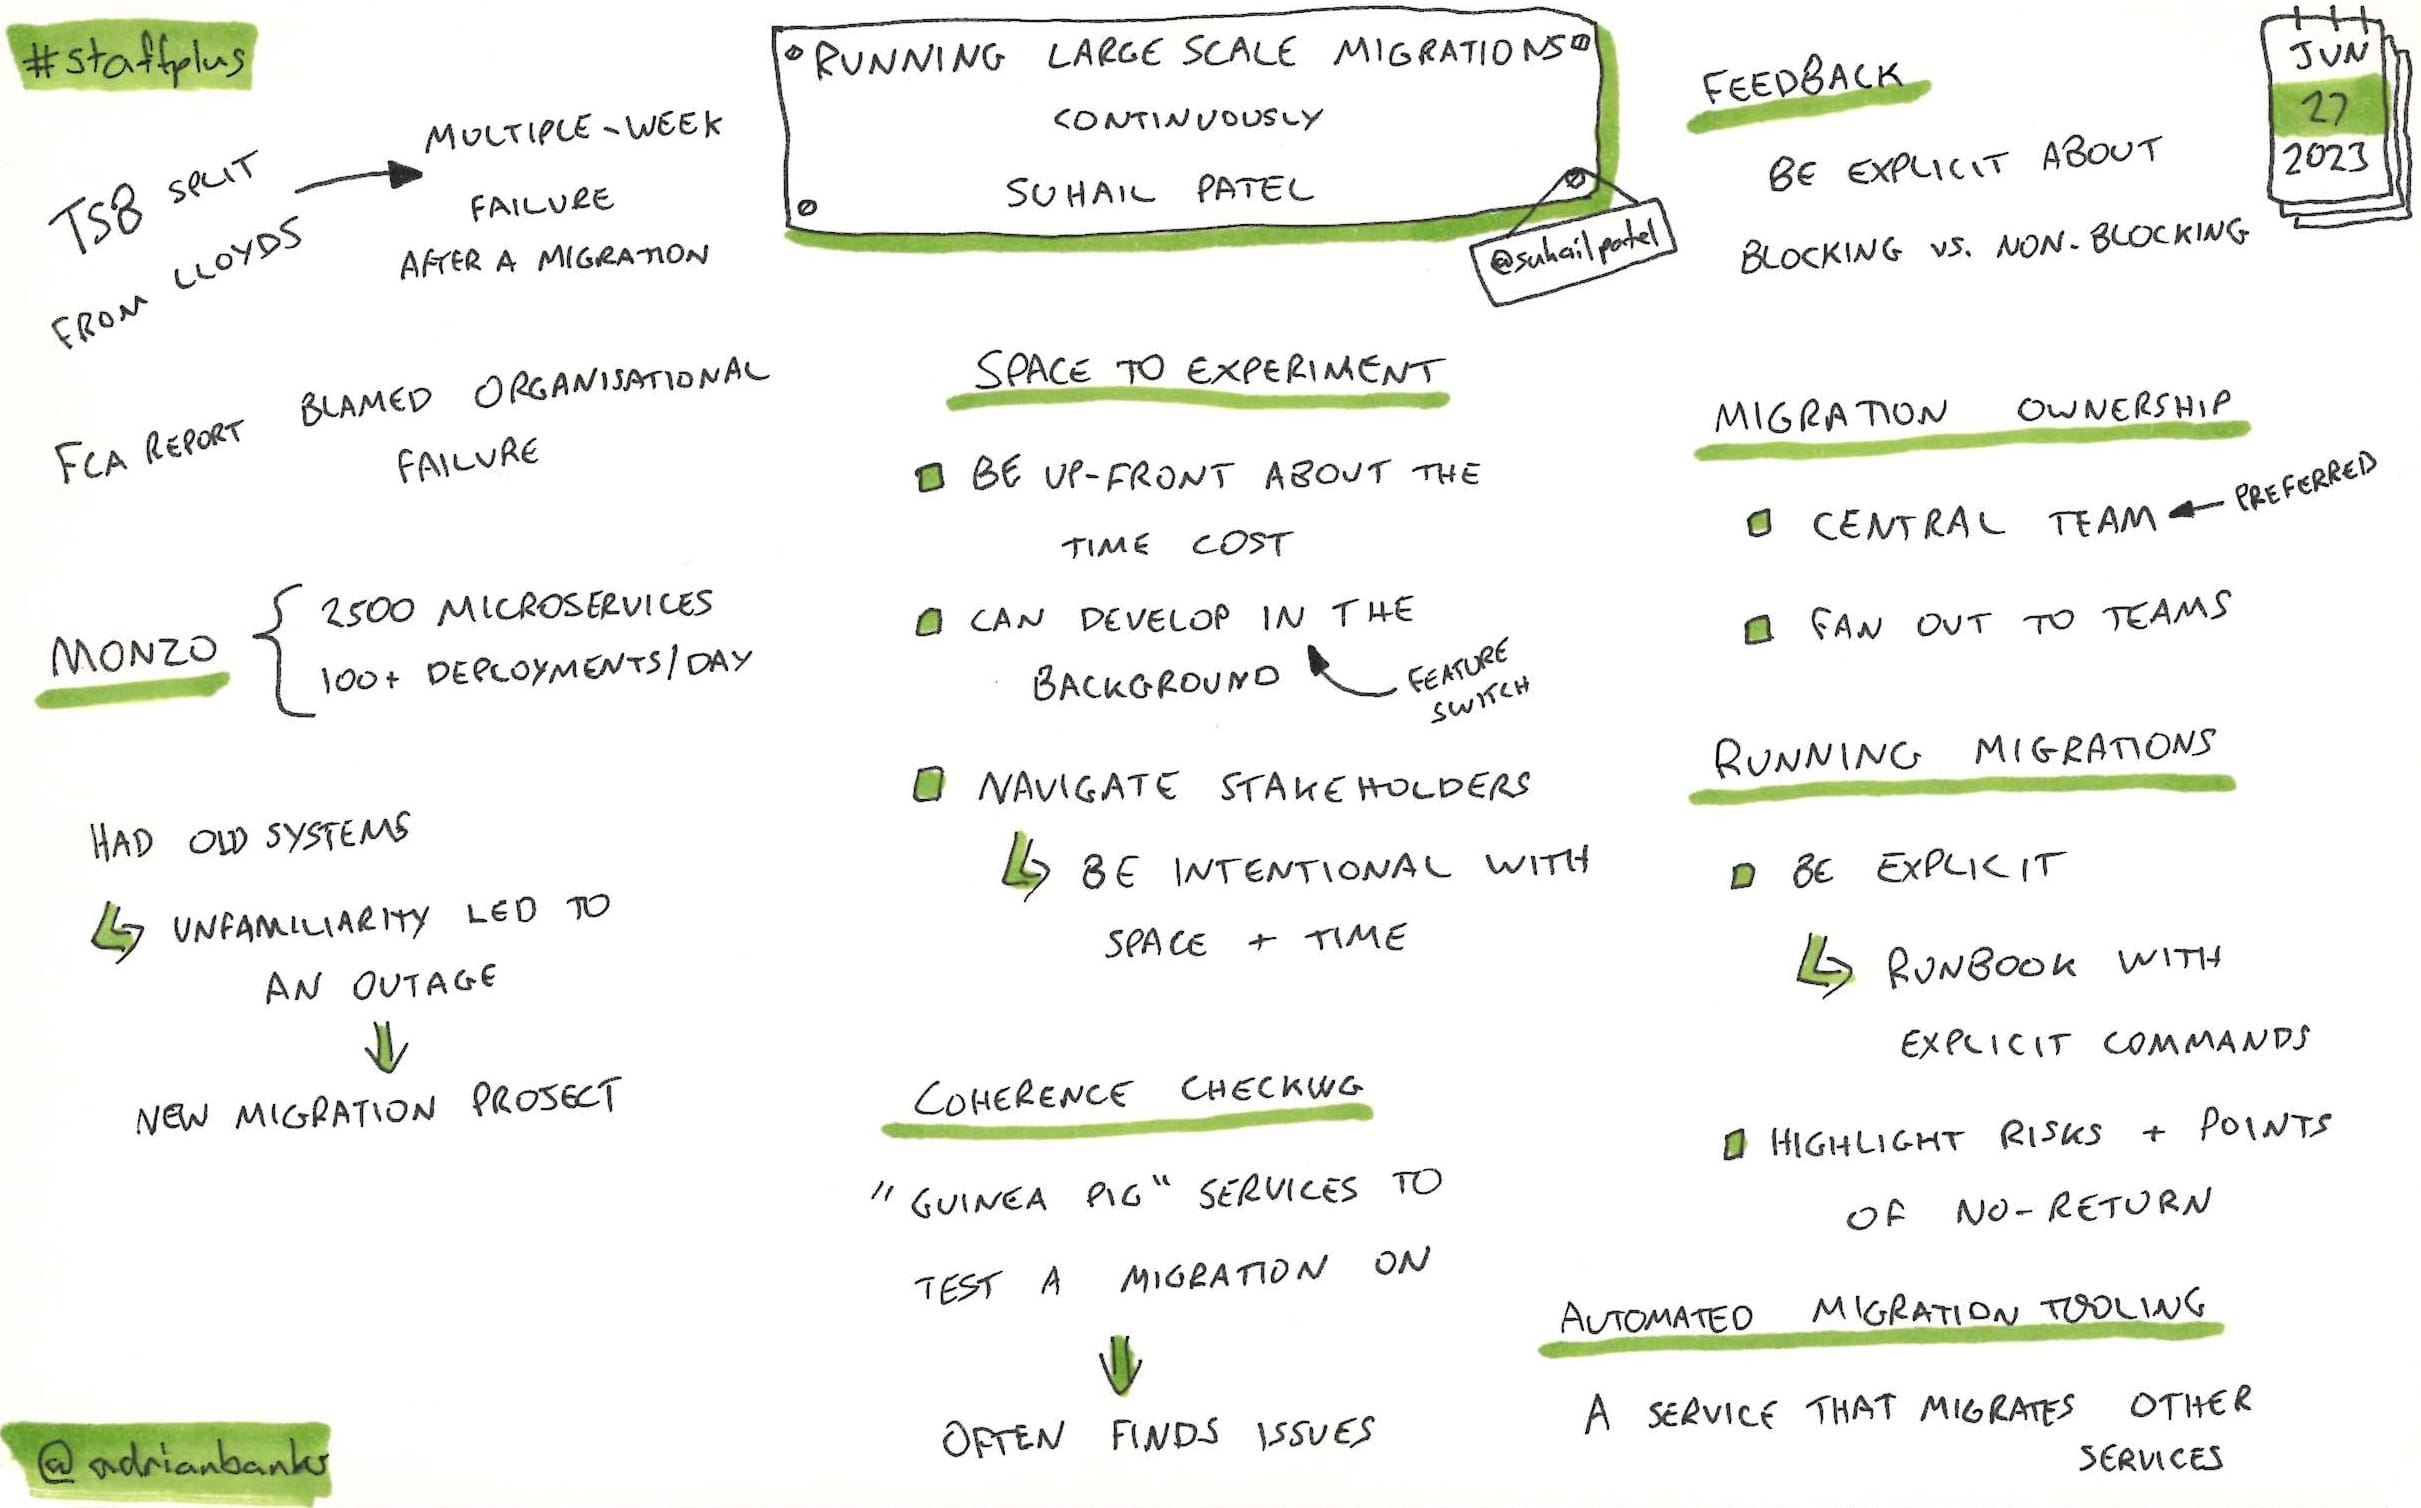 #staffplus
RUNNING LARGE SCALE MIGRATIONS
CONTINUOUSLY
SUHAIL PATEL
@suhailpatel
JUN
27
2023
TSB SPLIT
FROM LLOYDS
MULTIPLE-WEEK
FAILURE
AFTER A MIGRATION
FCA REPORT BLAMED ORGANISATIONAL
FAILURE
MONZO
2500 MICROSERVICES
100+ DEPLOYMENTS/DAY
HAD OLD SYSTEMS
UNFAMILIARITY LED TO
AN OUTAGE
NEW MIGRATION PROJECT
@adrianbanks
SPACE TO EXPERIMENT
BE UP-FRONT ABOUT THE
TIME COST
CAN DEVELOP IN THE
BACKGROUND
FEATURE
SWITCH
NAVIGATE STAKEHOLDERS
BE INTENTIONAL WITH
SPACE + TIME
COHERENCE CHECKING
"GUINEA PIG" SERVICES TO
TEST A MIGRATION ON
OFTEN FINDS ISSUES
FEEDBACK
BE EXPLICIT ABOUT
BLOCKING VS. NON-BLOCKING
MIGRATION OWNERSHIP
CENTRAL TEAM
PREFERRED
FAN OUT TO TEAMS
RUNNING MIGRATIONS
BE EXPLICIT
RUNBOOK WITH
EXPLICIT COMMANDS
HIGHLIGHT RISKS + POINTS
OF NO-RETURN
AUTOMATED MIGRATION TOOLING
A SERVICE THAT MIGRATES OTHER
SERVICES